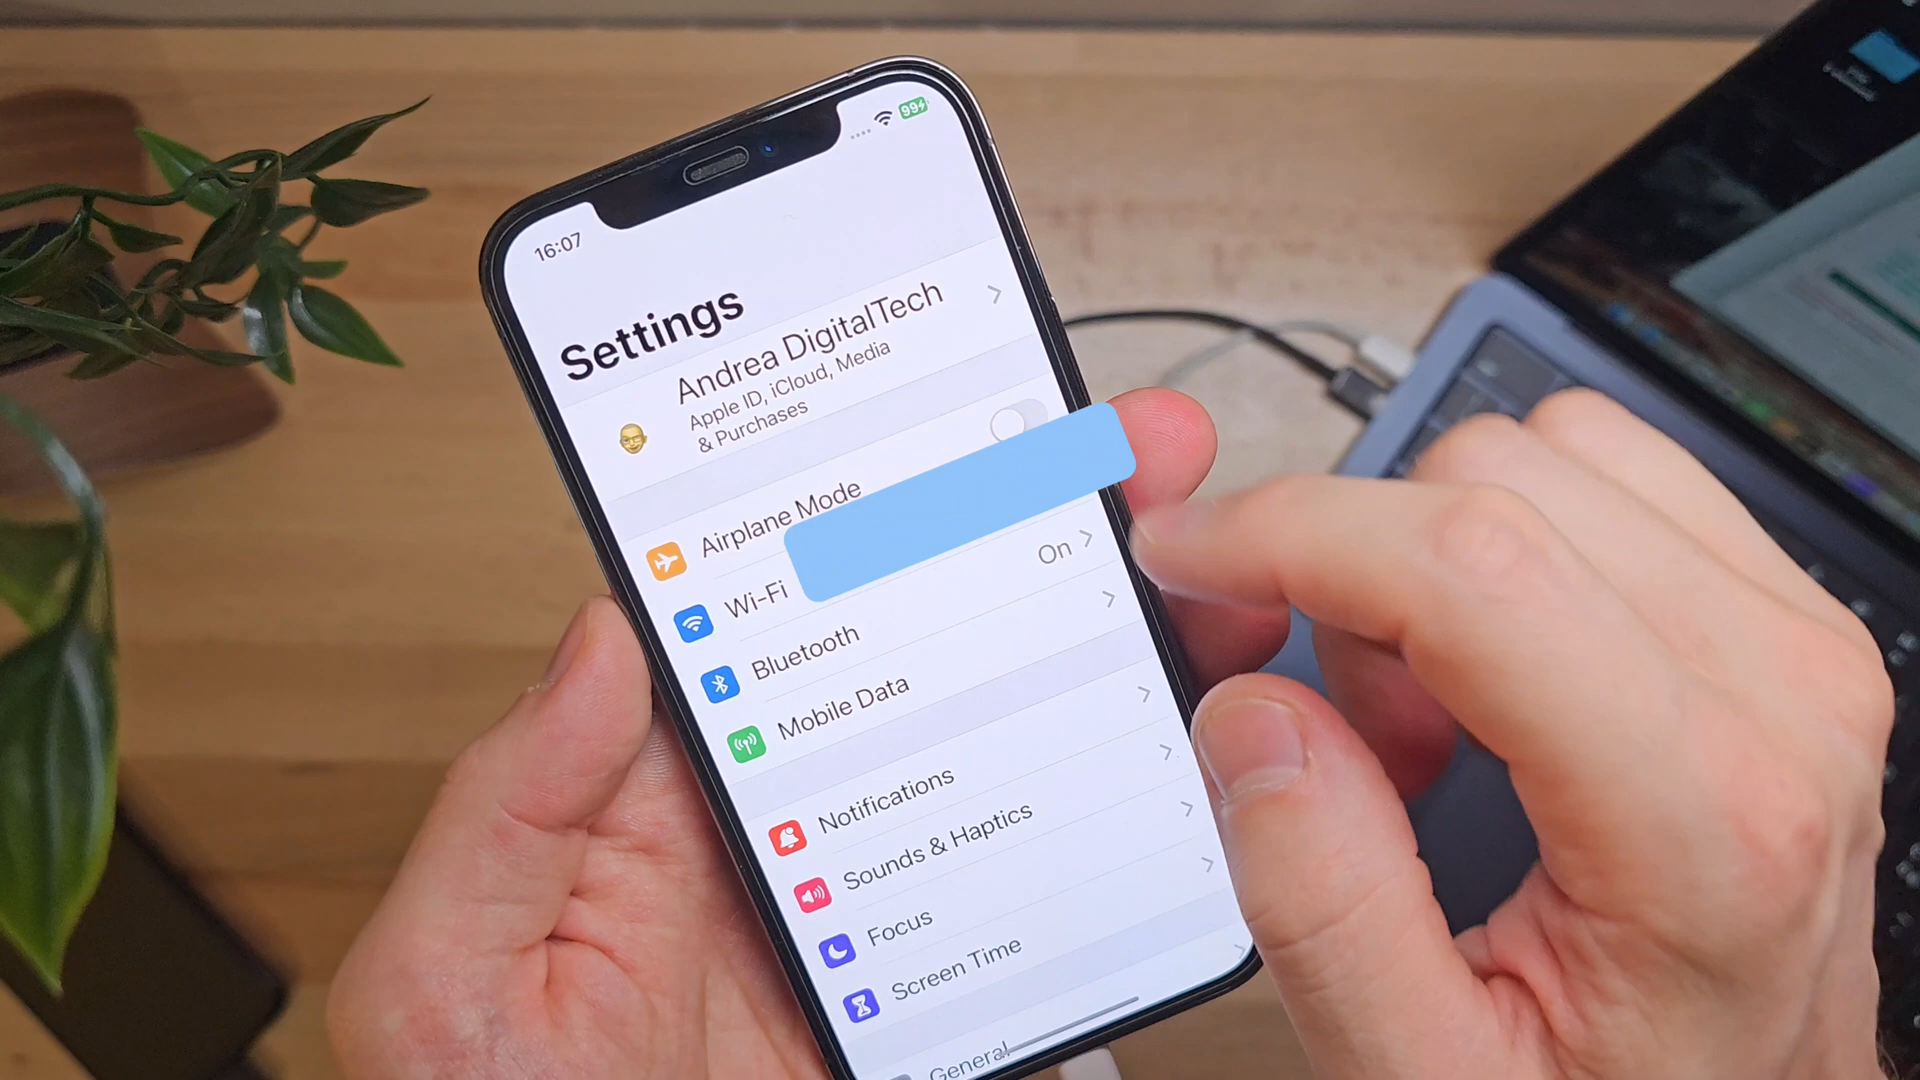 99
16:07
Settings
Andrea DigitalTech
Apple ID, iCloud, Media
& Purchases
Airplane Mode
Wi-Fi
Bluetooth
On
Mobile Data
Notifications
Sounds & Haptics
Focus
Screen Time
General